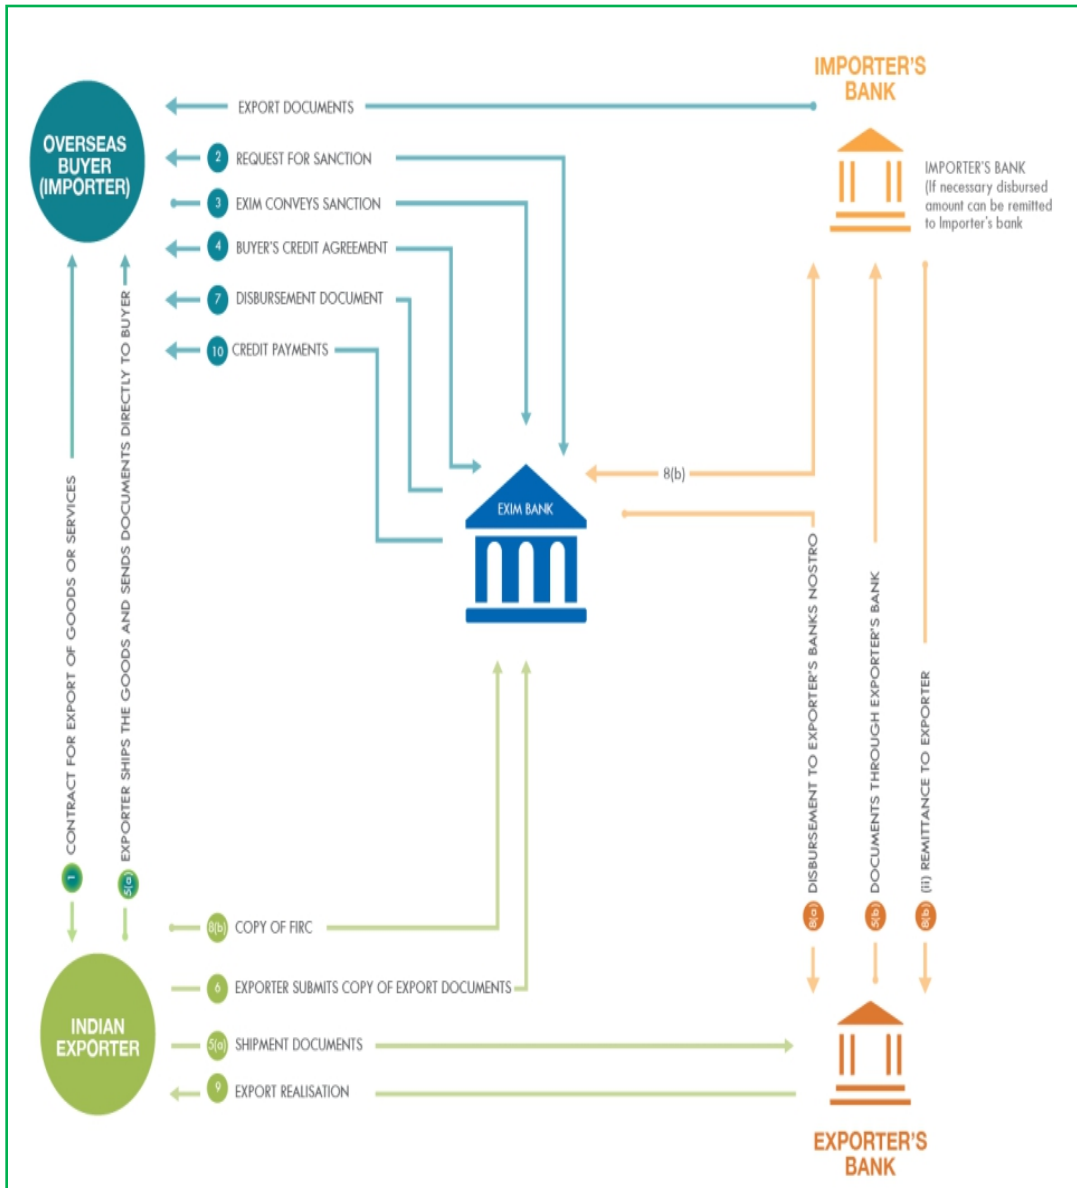 IMPORTER'S
BANK
EXPORT DOCUMENTS
OVERSEAS
BUYER
(IMPORTER)
2 REQUEST FOR SANCTION
3 EXIM CONVEYS SANCTION
4 BUYER'S CREDIT AGREEMENT
7 DISBURSEMENT DOCUMENT
10 CREDIT PAYMENTS
IMPORTER'S BANK
(If necessary disbursed
amount can be remitted
to Importer's bank
8(b)
EXIM BANK
1 CONTRACT FOR EXPORT OF GOODS OR SERVICES
5(a) EXPORTER SHIPS THE GOODS AND SENDS DOCUMENTS DIRECTLY TO BUYER
8(a) DISBURSEMENT TO EXPORTER'S BANKS NOSTRO
5(b) DOCUMENTS THROUGH EXPORTER'S BANK
8(b) (ii) REMITTANCE TO EXPORTER
8(b) COPY OF FIRC
6 EXPORTER SUBMITS COPY OF EXPORT DOCUMENTS
INDIAN
EXPORTER
5(a) SHIPMENT DOCUMENTS
9 EXPORT REALISATION
EXPORTER'S
BANK